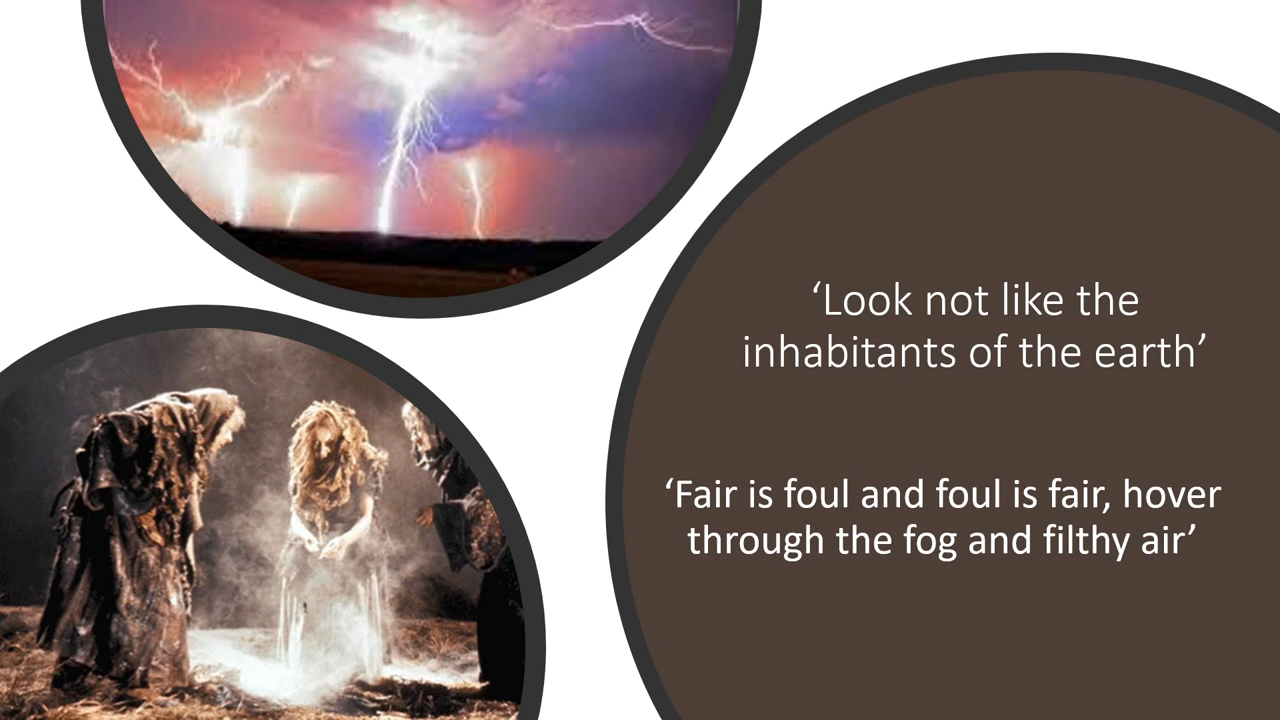 ‘Look not like the
inhabitants of the earth’
‘Fair is foul and foul is fair, hover
through the fog and filthy air’